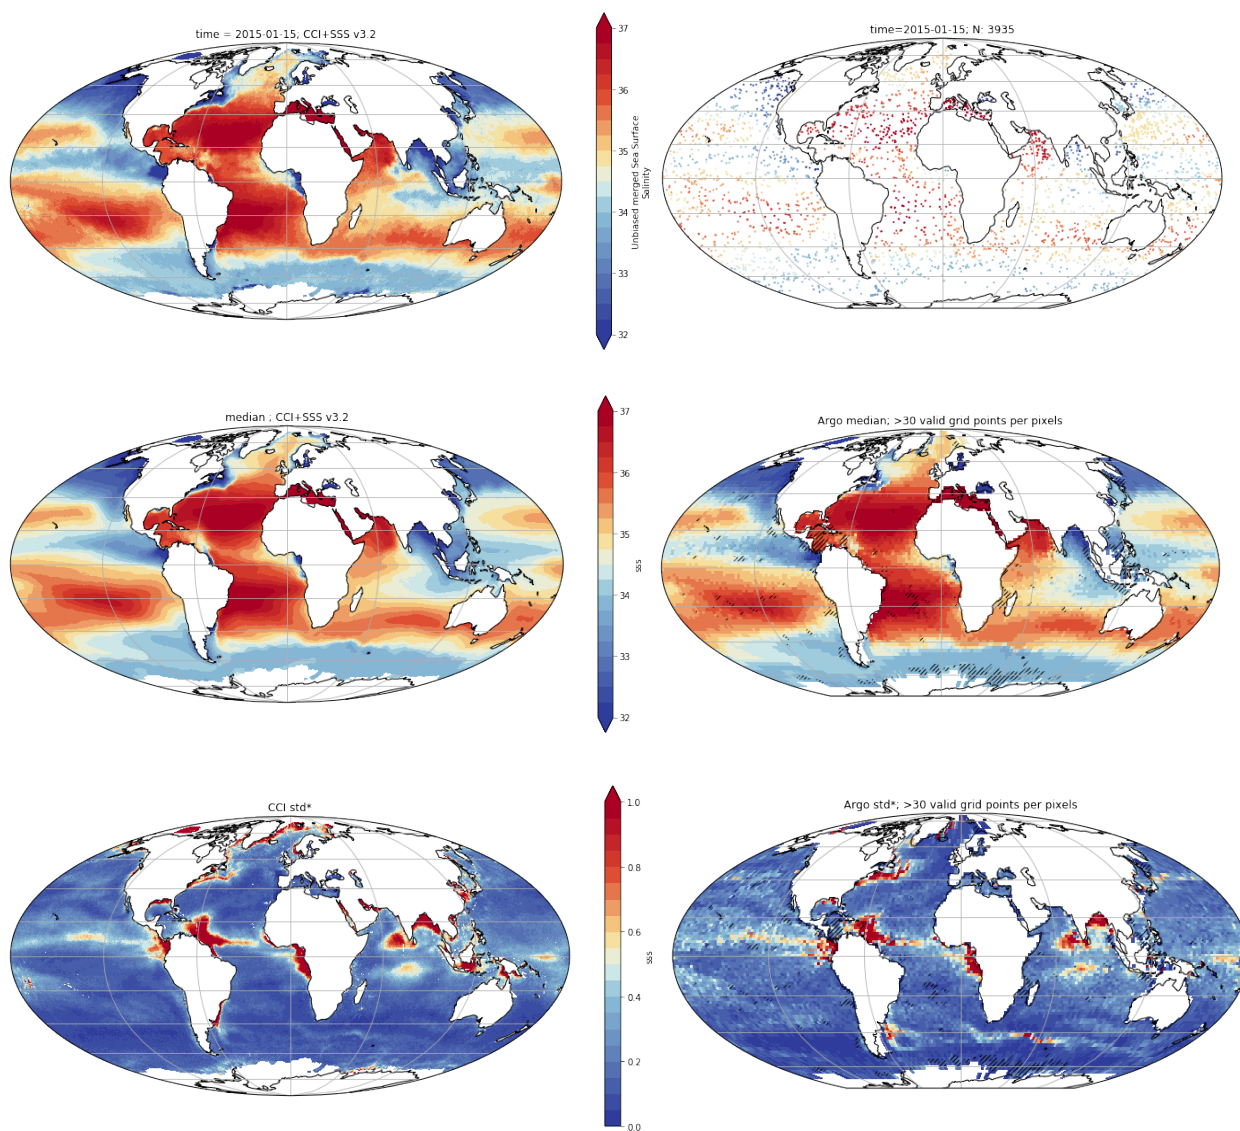 time = 2015-01-15; CCI+SSS v3.2
37
36
35
34
33
32
Unbiased merged Sea Surface
Salinity
time=2015-01-15; N: 3935
median ; CCI+SSS v3.2
37
36
35
34
33
32
sss
Argo median; >30 valid grid points per pixels
CCI std*
1.0
0.8
0.6
0.4
0.2
0.0
sss
Argo std*; >30 valid grid points per pixels